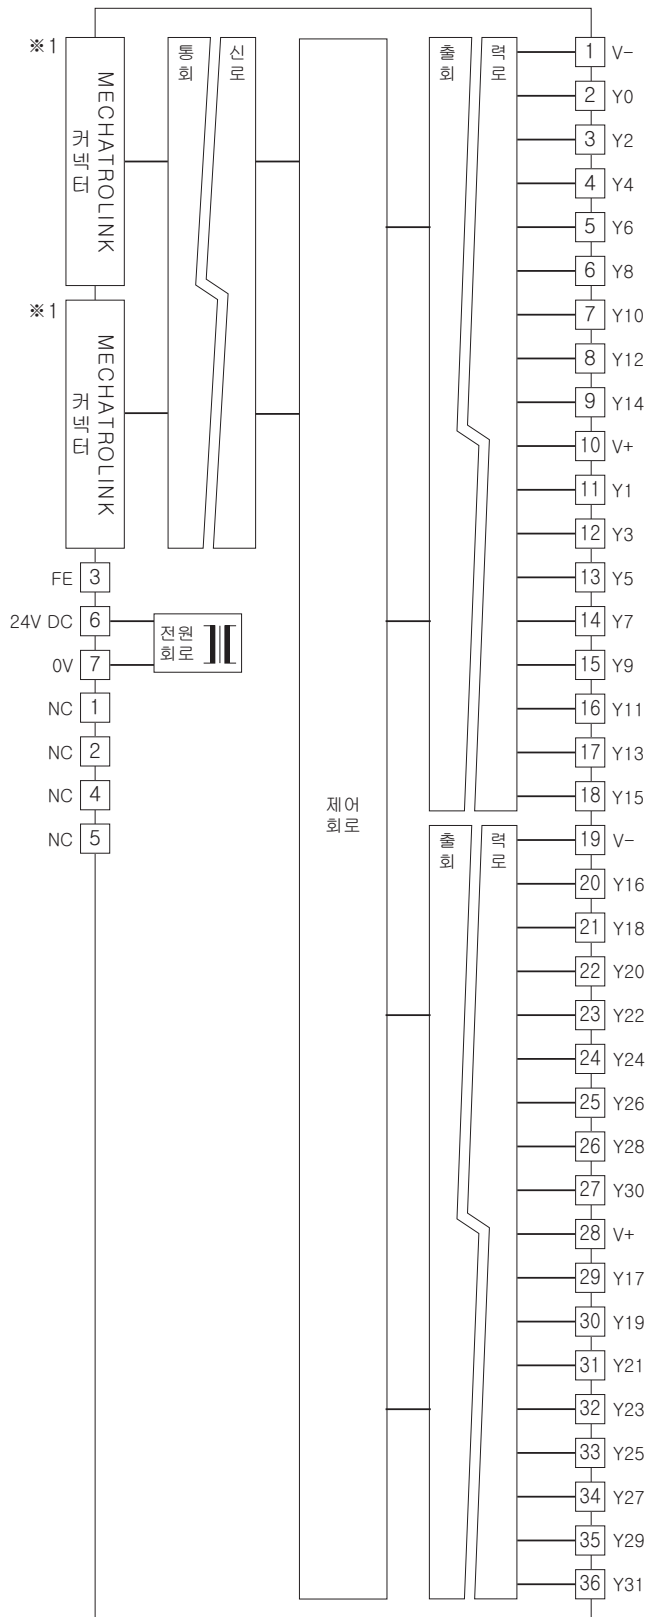 ※1
MECHATROLINK
커넥터
※1
MECHATROLINK
커넥터
통 신
회 로
FE 3
24V DC 6
0V 7
NC 1
NC 2
NC 4
NC 5
전원
회로
제어
회로
출 력
회 로
1 V-
2 Y0
3 Y2
4 Y4
5 Y6
6 Y8
7 Y10
8 Y12
9 Y14
10 V+
11 Y1
12 Y3
13 Y5
14 Y7
15 Y9
16 Y11
17 Y13
18 Y15
출 력
회 로
19 V-
20 Y16
21 Y18
22 Y20
23 Y22
24 Y24
25 Y26
26 Y28
27 Y30
28 V+
29 Y17
30 Y19
31 Y21
32 Y23
33 Y25
34 Y27
35 Y29
36 Y31